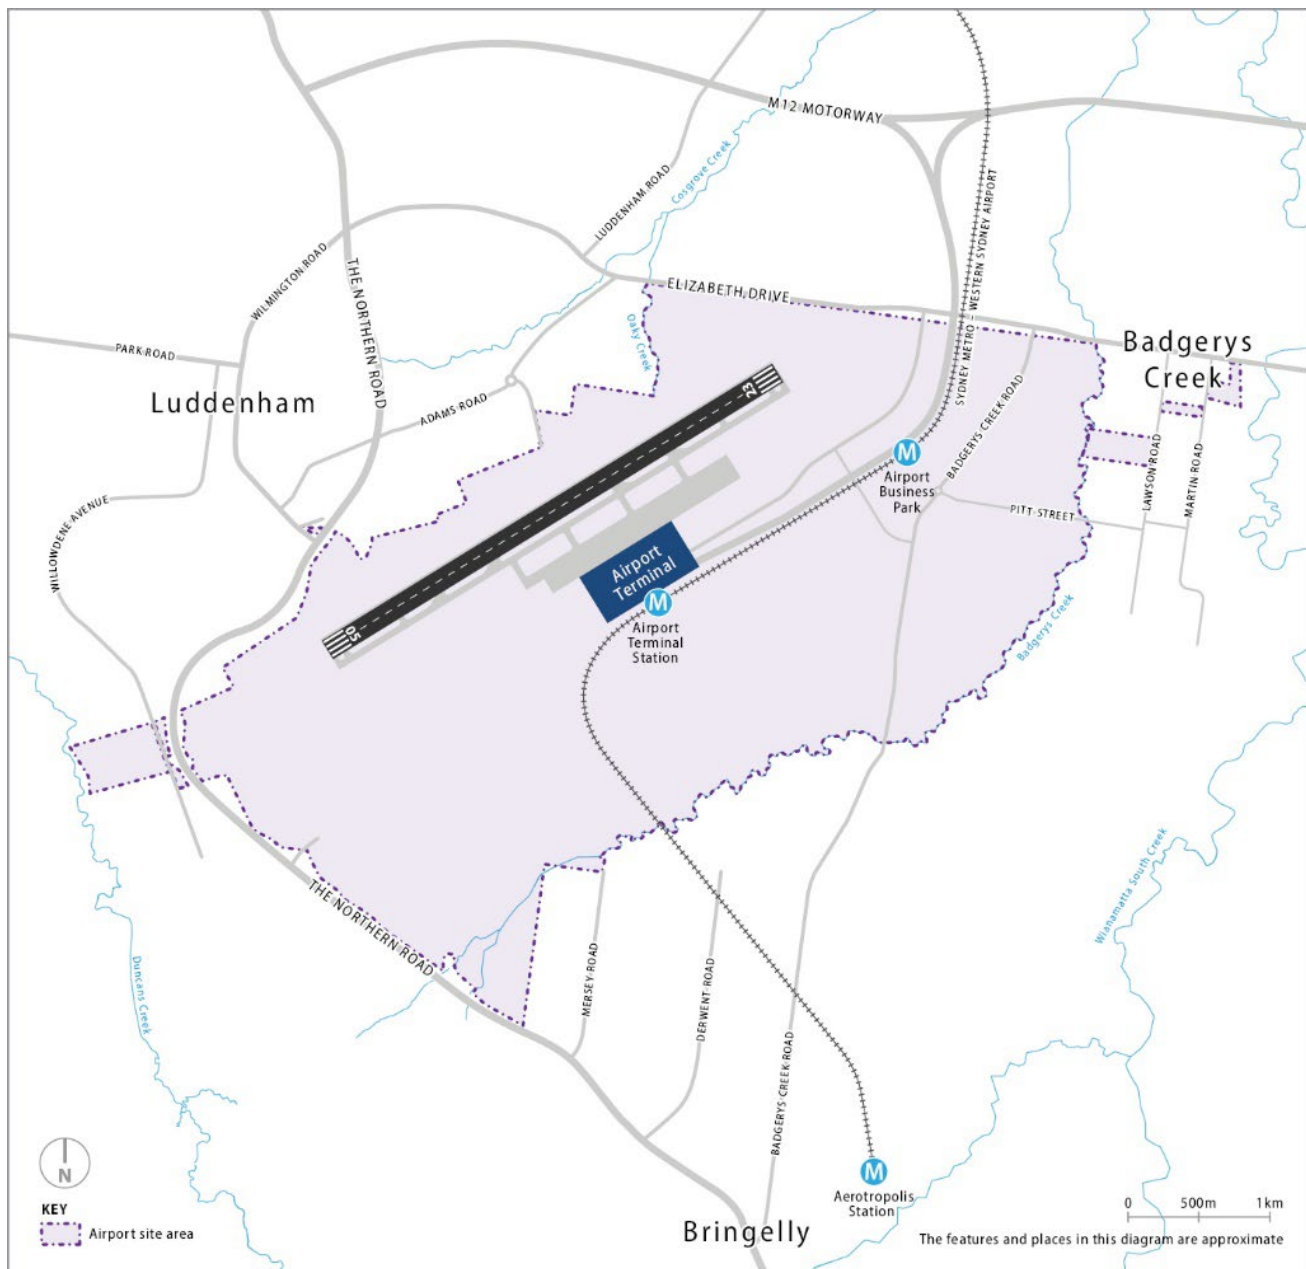 M12 MOTORWAY
Cosgrove Creek
LUDDENHAM ROAD
SYDNEY METRO – WESTERN SYDNEY AIRPORT
WILMINGTON ROAD
THE NORTHERN ROAD
ELIZABETH DRIVE
Oaky Creek
PARK ROAD
Badgerys
Creek
Luddenham
ADAMS ROAD
23
BADGERYS CREEK ROAD
LAWSON ROAD
MARTIN ROAD
M
Airport
Business
Park
PITT STREET
WILLOWDENE AVENUE
Airport
Terminal
M
Airport
Terminal
Station
05
Badgerys Creek
Wianamatta South Creek
THE NORTHERN ROAD
Duncans Creek
MERSEY ROAD
DERWENT ROAD
BADGERYS CREEK ROAD
M
Aerotropolis
Station
Bringelly
N
KEY
Airport site area
0 500m 1km
The features and places in this diagram are approximate